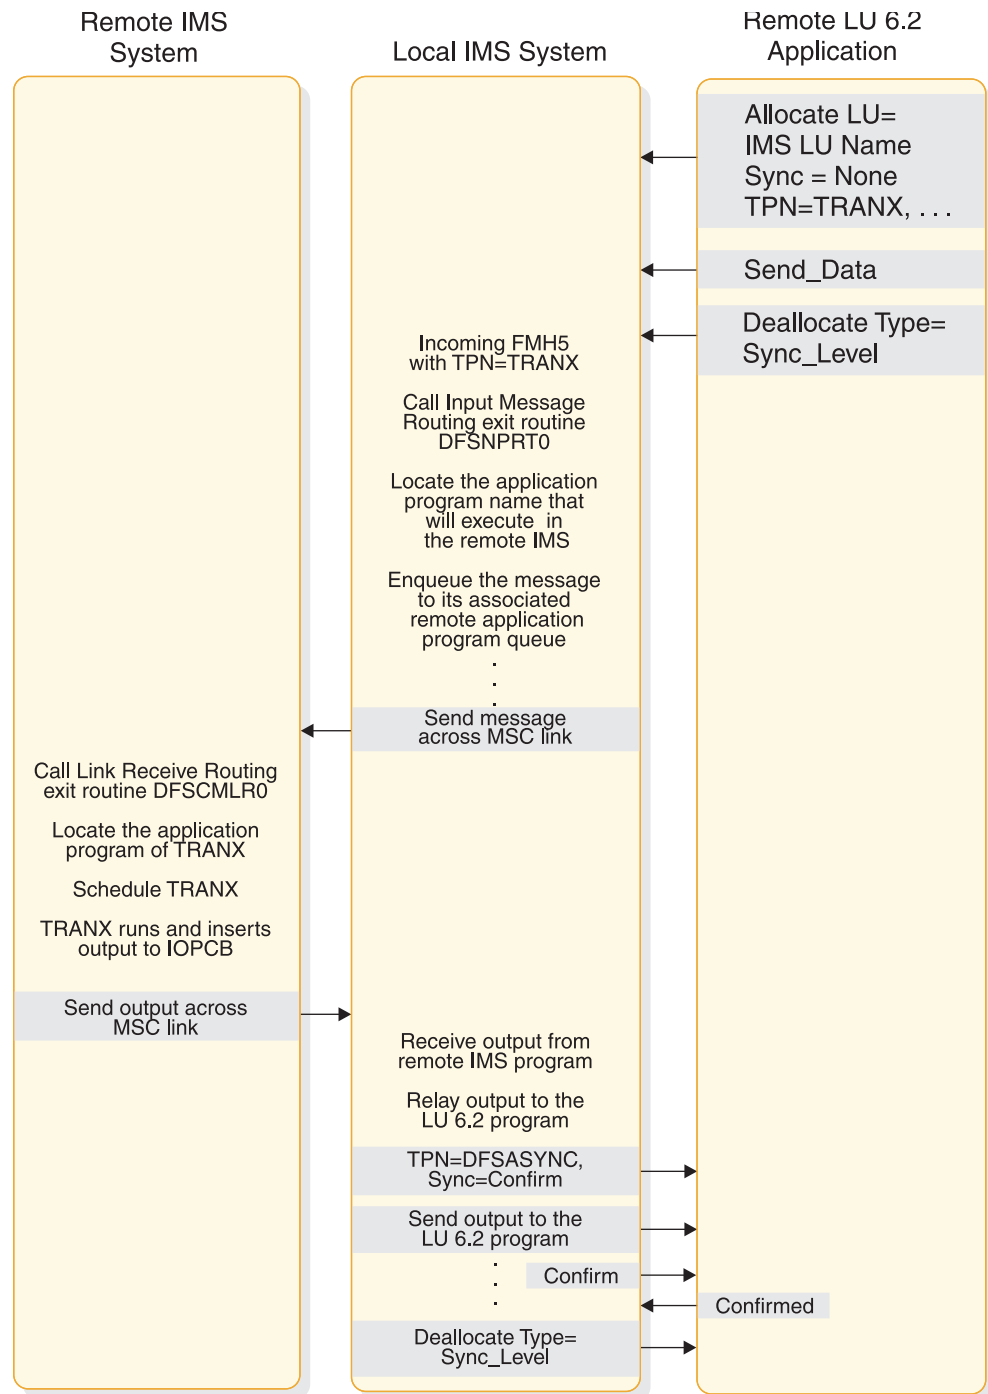 Remote IMS
System
Local IMS System
Remote LU 6.2
Application
Allocate LU=
IMS LU Name
Sync = None
TPN=TRANX, . . .
Send_Data
Deallocate Type=
Sync_Level
Incoming FMH5
with TPN=TRANX
Call Input Message
Routing exit routine
DFSNPRT0
Locate the application
program name that
will execute in
the remote IMS
Enqueue the message
to its associated
remote application
program queue
.
.
.
Send message
across MSC link
Call Link Receive Routing
exit routine DFSCMLR0
Locate the application
program of TRANX
Schedule TRANX
TRANX runs and inserts
output to IOPCB
Send output across
MSC link
Receive output from
remote IMS program
Relay output to the
LU 6.2 program
TPN=DFSASYNC,
Sync=Confirm
Send output to the
LU 6.2 program
.
.
.
Confirm
Confirmed
Deallocate Type=
Sync_Level